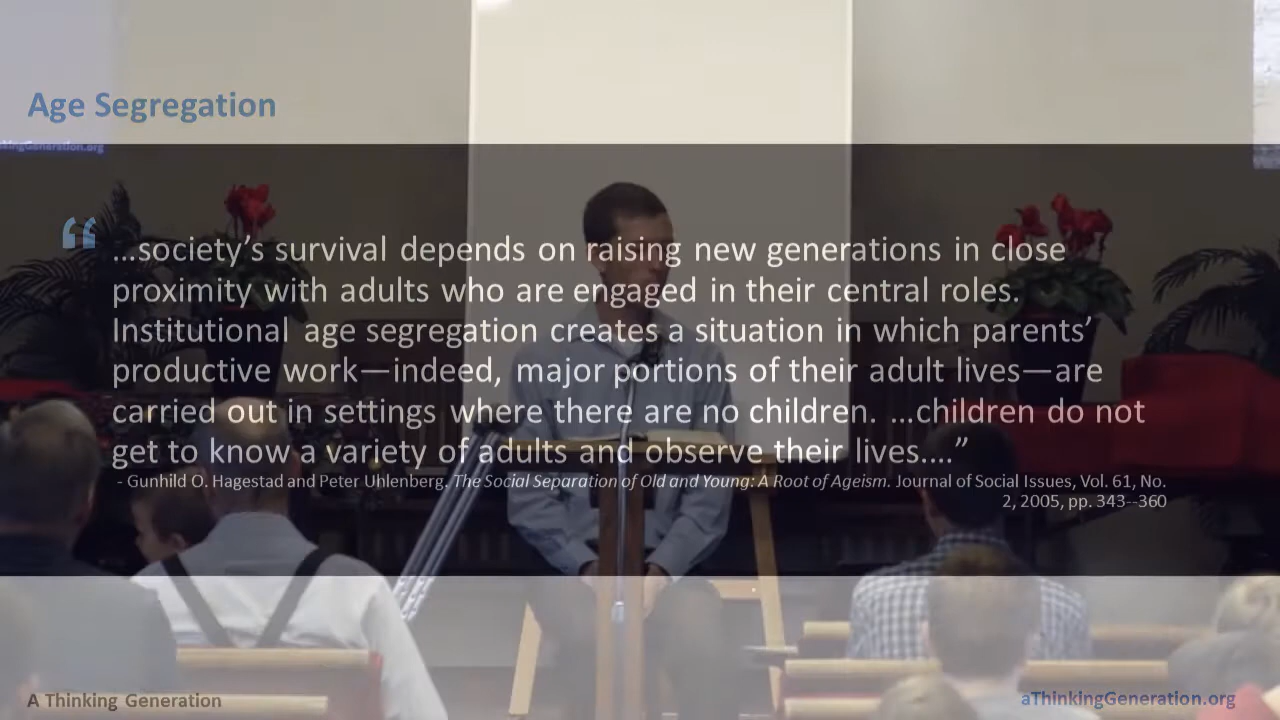 Age Segregation
kingGeneration.org
“ ...society’s survival depends on raising new generations in close
proximity with adults who are engaged in their central roles.
Institutional age segregation creates a situation in which parents’
productive work—indeed, major portions of their adult lives—are
carried out in settings where there are no children. ...children do not
get to know a variety of adults and observe their lives....”
- Gunhild O. Hagestad and Peter Uhlenberg. The Social Separation of Old and Young: A Root of Ageism. Journal of Social Issues, Vol. 61, No.
2, 2005, pp. 343--360
A Thinking Generation
aThinkingGeneration.org